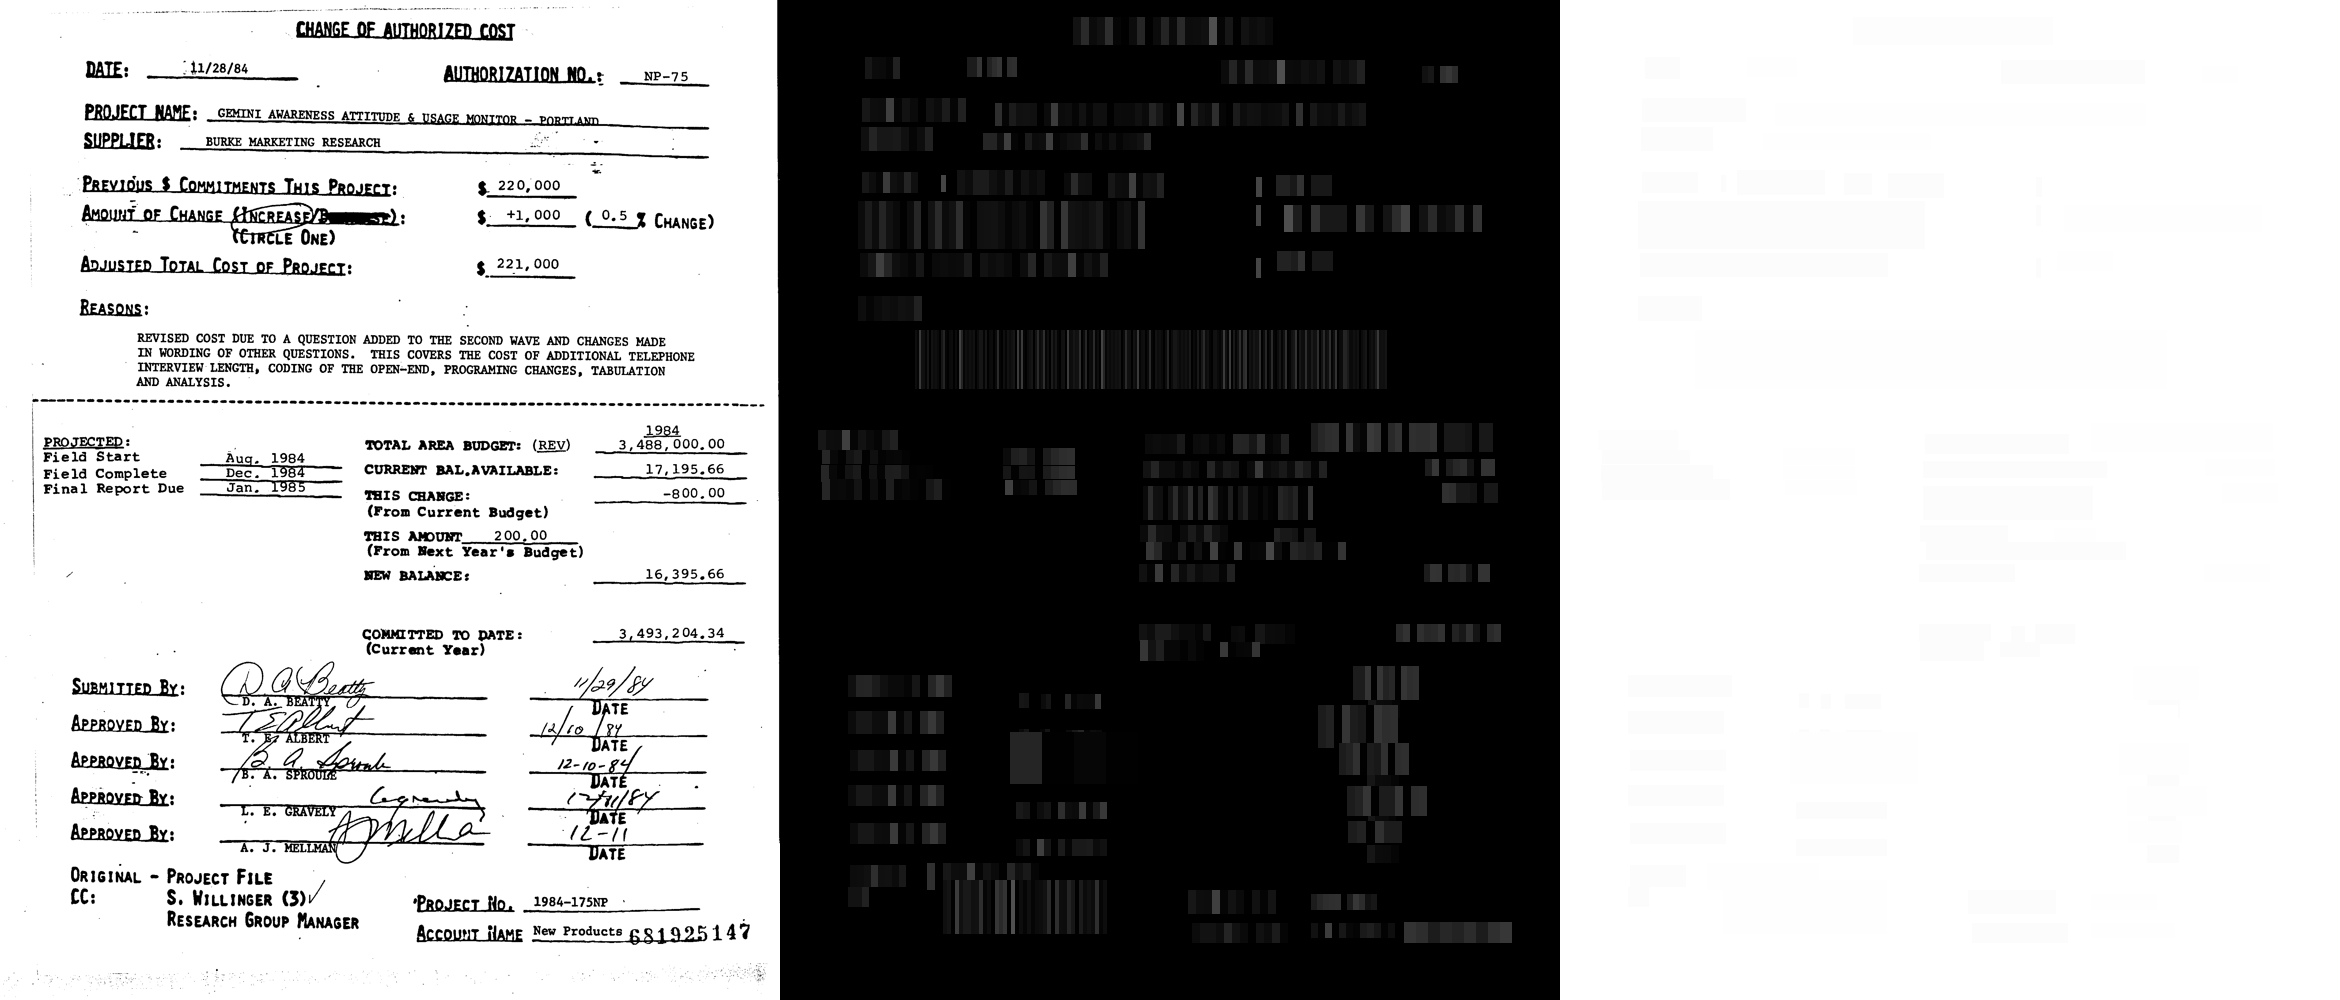 CHANGE OF AUTHORIZED COST
DATE: 11/28/84 AUTHORIZATION NO.: NP-75
PROJECT NAME: GEMINI AWARENESS ATTITUDE & USAGE MONITOR - PORTLAND
SUPPLIER: BURKE MARKETING RESEARCH
PREVIOUS $ COMMITMENTS THIS PROJECT: $ 220,000
AMOUNT OF CHANGE (INCREASE/ ): $ +1,000 ( 0.5 % CHANGE)
(CIRCLE ONE)
ADJUSTED TOTAL COST OF PROJECT: $ 221,000
REASONS:
REVISED COST DUE TO A QUESTION ADDED TO THE SECOND WAVE AND CHANGES MADE
IN WORDING OF OTHER QUESTIONS. THIS COVERS THE COST OF ADDITIONAL TELEPHONE
INTERVIEW LENGTH, CODING OF THE OPEN-END, PROGRAMING CHANGES, TABULATION
AND ANALYSIS.
PROJECTED:
Field Start Aug. 1984
Field Complete Dec. 1984
Final Report Due Jan. 1985
1984
TOTAL AREA BUDGET: (REV) 3,488,000.00
CURRENT BAL.AVAILABLE: 17,195.66
THIS CHANGE: -800.00
(From Current Budget)
THIS AMOUNT 200.00
(From Next Year's Budget)
NEW BALANCE: 16,395.66
COMMITTED TO DATE: 3,493,204.34
(Current Year)
SUBMITTED BY: D A Beatty 11/29/84
D. A. BEATTY DATE
APPROVED BY: T E Albert 12/10/84
T. E. ALBERT DATE
APPROVED BY: B. A. Sproule 12-10-84
B. A. SPROULE DATE
APPROVED BY: Legravely 12/11/84
L. E. GRAVELY DATE
APPROVED BY: AJMellman 12-11
A. J. MELLMAN DATE
ORIGINAL - PROJECT FILE
CC: S. WILLINGER (3)
RESEARCH GROUP MANAGER
PROJECT NO. 1984-175NP
ACCOUNT NAME New Products 681925147